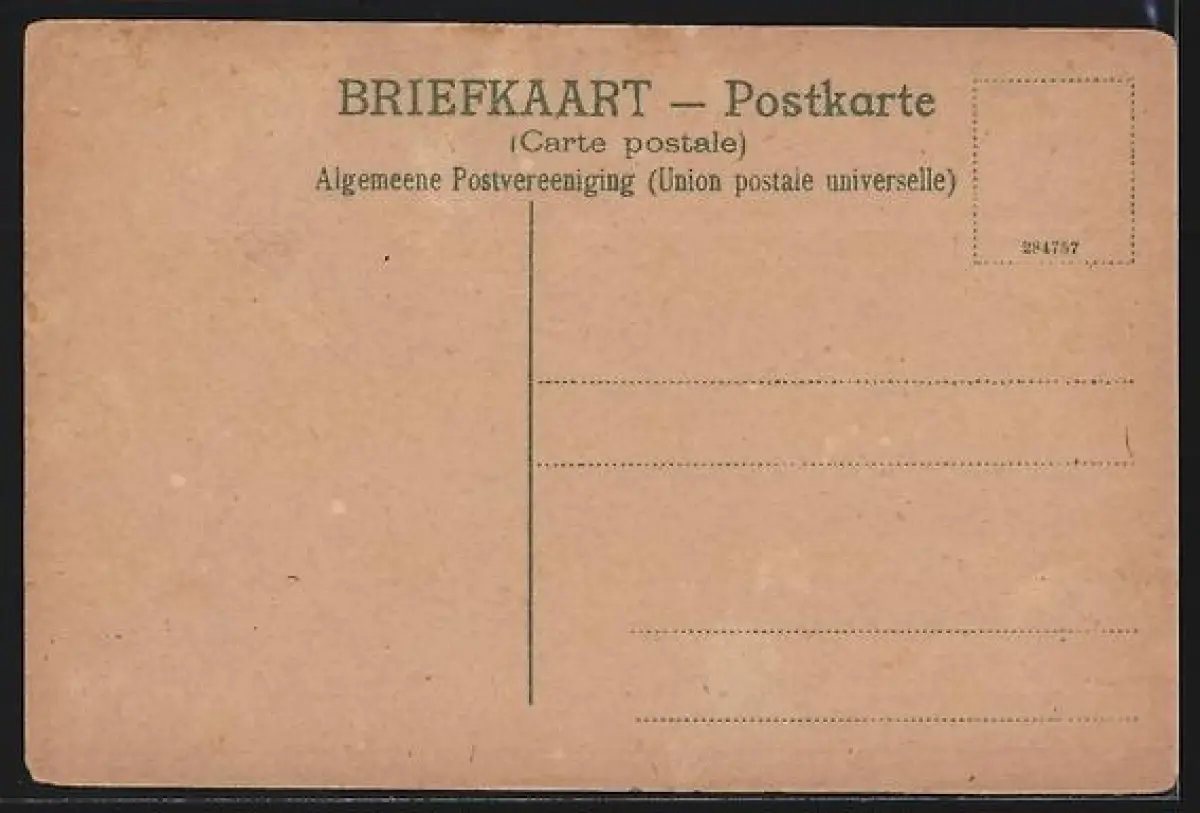 BRIEFKAART — Postkarte
(Carte postale)
Algemeene Postvereeniging (Union postale universelle)
284757